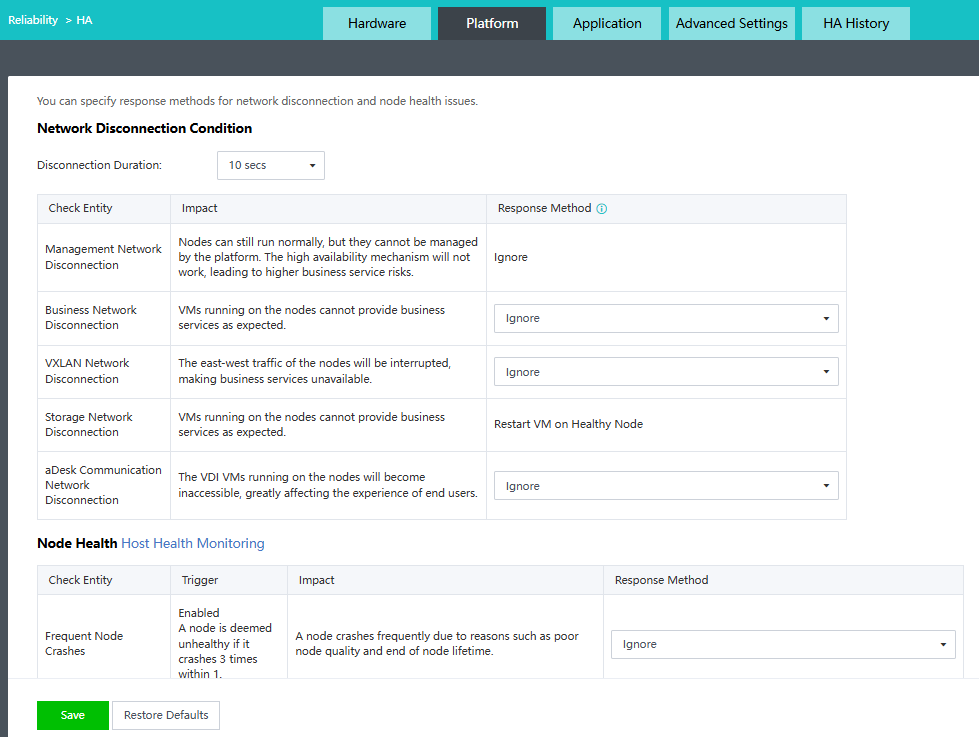 Reliability > HA
Hardware
Platform
Application
Advanced Settings
HA History
You can specify response methods for network disconnection and node health issues.
Network Disconnection Condition
Disconnection Duration:
10 secs
Check Entity
Impact
Response Method
Management Network
Disconnection
Nodes can still run normally, but they cannot be managed
by the platform. The high availability mechanism will not
work, leading to higher business service risks.
Ignore
Business Network
Disconnection
VMs running on the nodes cannot provide business
services as expected.
Ignore
VXLAN Network
Disconnection
The east-west traffic of the nodes will be interrupted,
making business services unavailable.
Ignore
Storage Network
Disconnection
VMs running on the nodes cannot provide business
services as expected.
Restart VM on Healthy Node
aDesk Communication
Network
Disconnection
The VDI VMs running on the nodes will become
inaccessible, greatly affecting the experience of end users.
Ignore
Node Health Host Health Monitoring
Check Entity
Trigger
Impact
Response Method
Frequent Node
Crashes
Enabled
A node is deemed
unhealthy if it
crashes 3 times
within 1.
A node crashes frequently due to reasons such as poor
node quality and end of node lifetime.
Ignore
Save
Restore Defaults